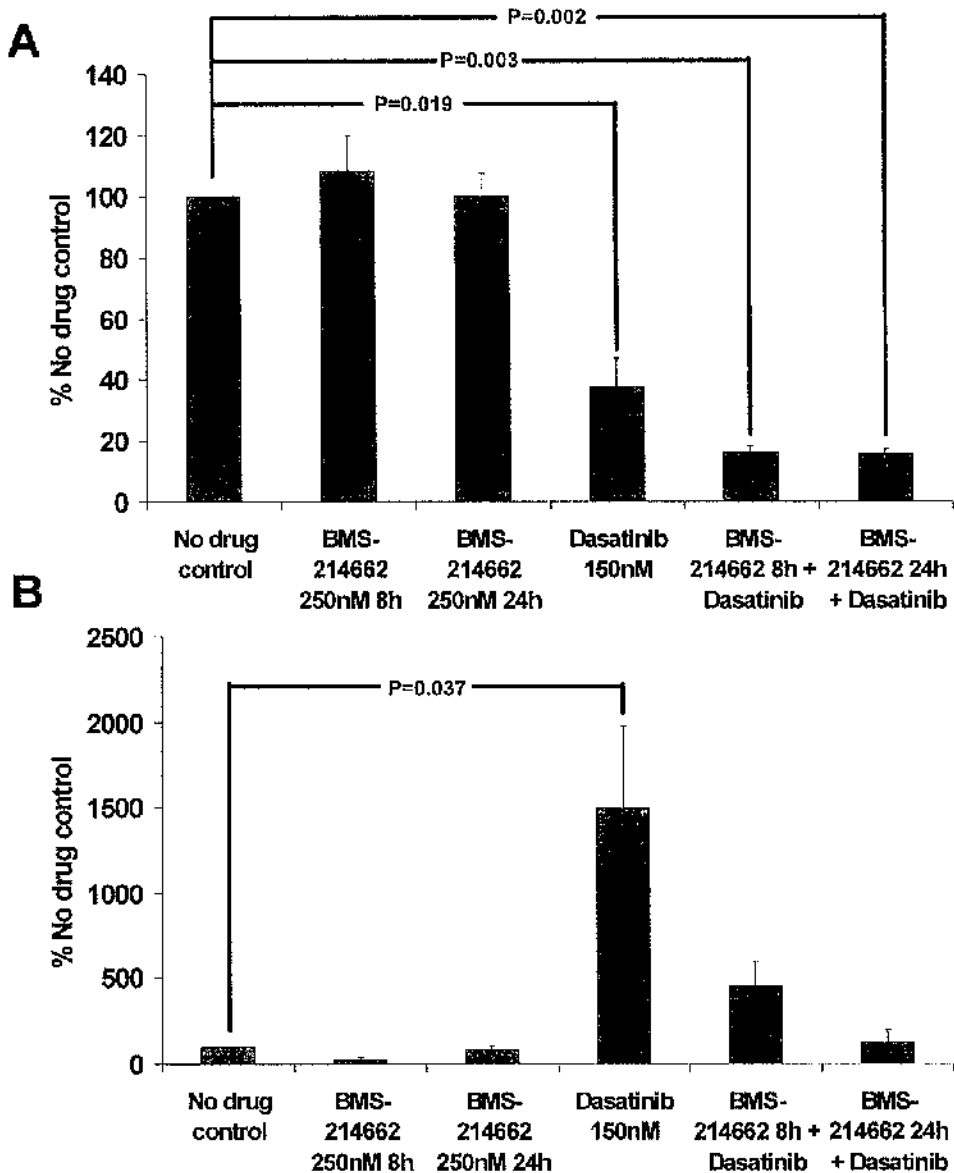 A
P=0.002
P=0.003
P=0.019
% No drug control
140
120
100
80
60
40
20
0
No drug control
BMS-214662 250nM 8h
BMS-214662 250nM 24h
Dasatinib 150nM
BMS-214662 8h + Dasatinib
BMS-214662 24h + Dasatinib
B
P=0.037
% No drug control
2500
2000
1500
1000
500
0
No drug control
BMS-214662 250nM 8h
BMS-214662 250nM 24h
Dasatinib 150nM
BMS-214662 8h + Dasatinib
BMS-214662 24h + Dasatinib